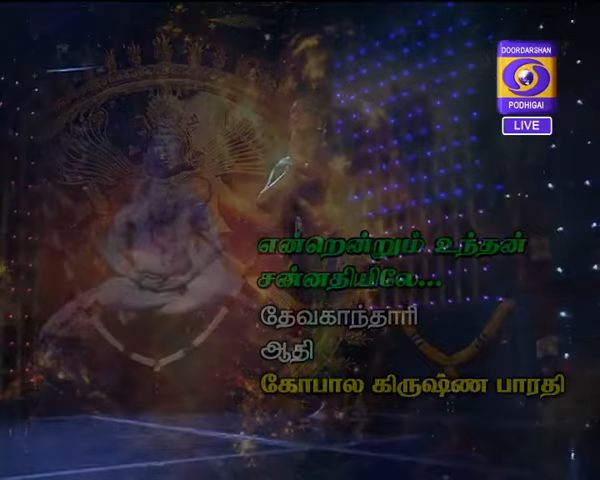 DOORDARSHAN
PODHIGAI
LIVE
என்றென்றும் உந்தன்
சன்னதியிலே...
தேவகாந்தாரி
ஆதி
கோபால கிருஷ்ண பாரதி